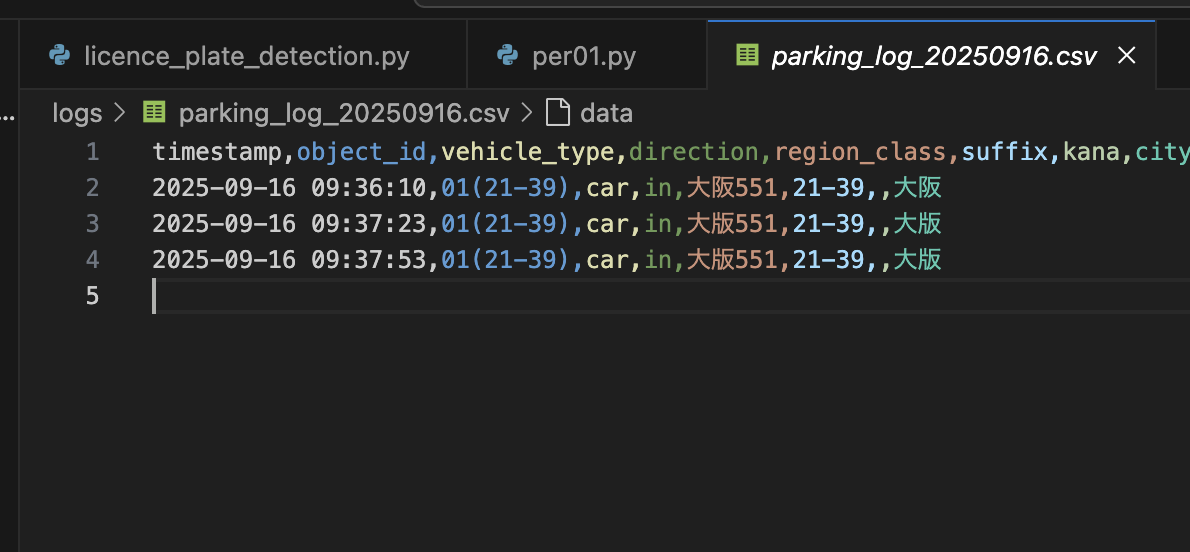 licence_plate_detection.py per01.py parking_log_20250916.csv
... logs > parking_log_20250916.csv > data
1 timestamp,object_id,vehicle_type,direction,region_class,suffix,kana,city
2 2025-09-16 09:36:10,01(21-39),car,in,大阪551,21-39,,大阪
3 2025-09-16 09:37:23,01(21-39),car,in,大版551,21-39,,大版
4 2025-09-16 09:37:53,01(21-39),car,in,大版551,21-39,,大版
5